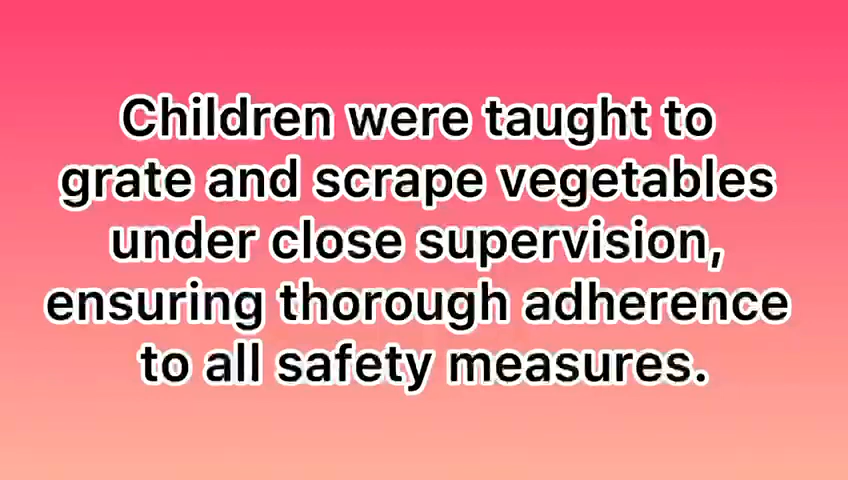 Children were taught to
grate and scrape vegetables
under close supervision,
ensuring thorough adherence
to all safety measures.